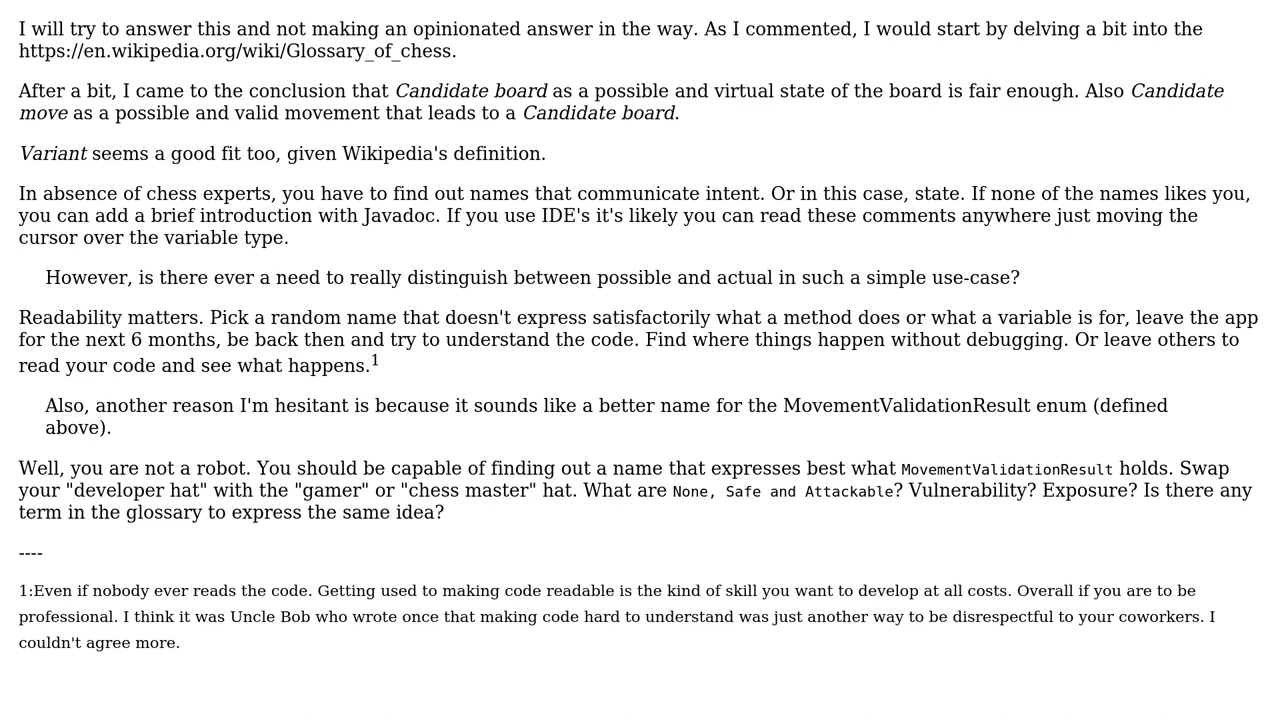 I will try to answer this and not making an opinionated answer in the way. As I commented, I would start by delving a bit into the
https://en.wikipedia.org/wiki/Glossary_of_chess.
After a bit, I came to the conclusion that Candidate board as a possible and virtual state of the board is fair enough. Also Candidate
move as a possible and valid movement that leads to a Candidate board.
Variant seems a good fit too, given Wikipedia's definition.
In absence of chess experts, you have to find out names that communicate intent. Or in this case, state. If none of the names likes you,
you can add a brief introduction with Javadoc. If you use IDE's it's likely you can read these comments anywhere just moving the
cursor over the variable type.
However, is there ever a need to really distinguish between possible and actual in such a simple use-case?
Readability matters. Pick a random name that doesn't express satisfactorily what a method does or what a variable is for, leave the app
for the next 6 months, be back then and try to understand the code. Find where things happen without debugging. Or leave others to
read your code and see what happens.1
Also, another reason I'm hesitant is because it sounds like a better name for the MovementValidationResult enum (defined
above).
Well, you are not a robot. You should be capable of finding out a name that expresses best what MovementValidationResult holds. Swap
your "developer hat" with the "gamer" or "chess master" hat. What are None, Safe and Attackable? Vulnerability? Exposure? Is there any
term in the glossary to express the same idea?
----
1:Even if nobody ever reads the code. Getting used to making code readable is the kind of skill you want to develop at all costs. Overall if you are to be
professional. I think it was Uncle Bob who wrote once that making code hard to understand was just another way to be disrespectful to your coworkers. I
couldn't agree more.